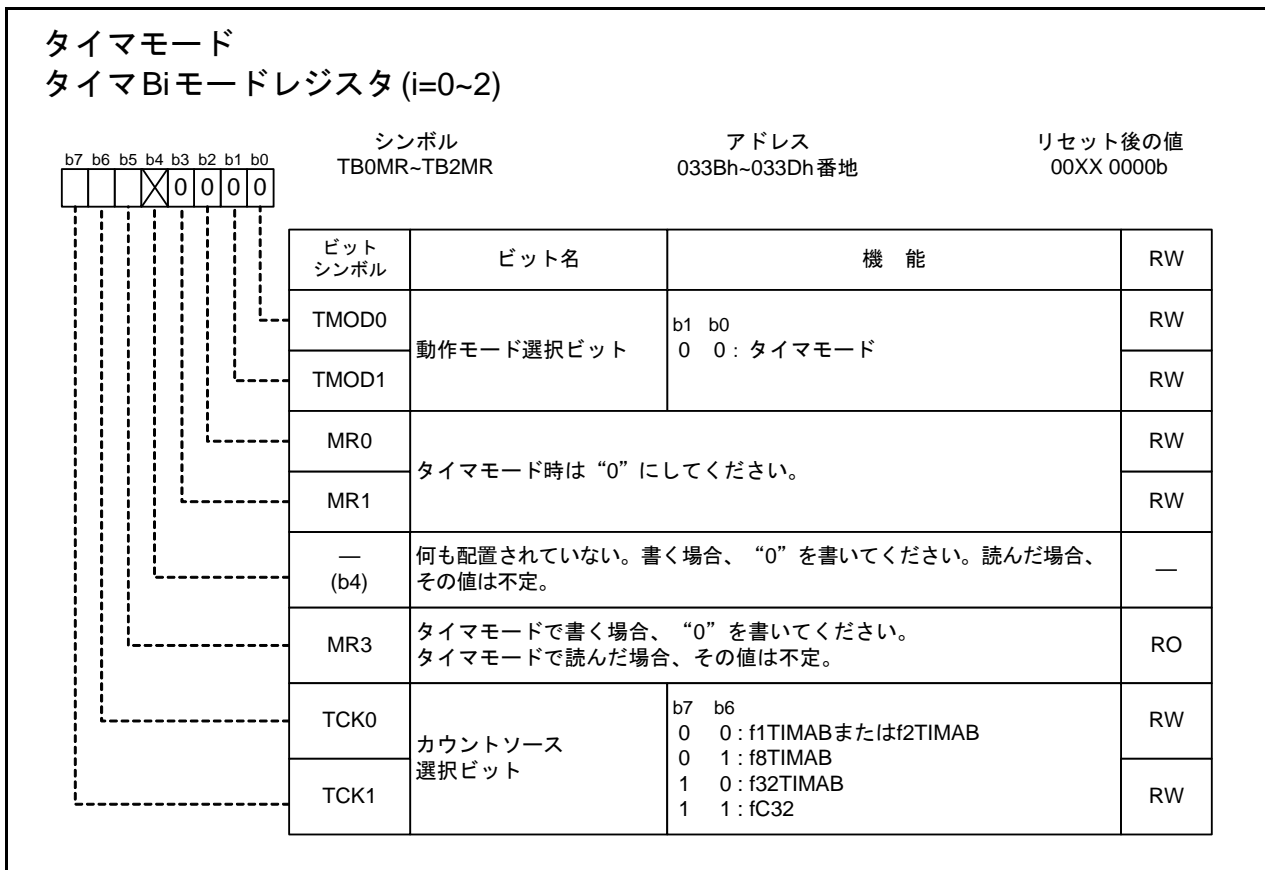 タイマモード
タイマBiモードレジスタ(i=0~2)
シンボル アドレス リセット後の値
TB0MR~TB2MR 033Bh~033Dh番地 00XX 0000b
b7 b6 b5 b4 b3 b2 b1 b0
0 0 0 0
ビット
シンボル
ビット名
機 能
RW
TMOD0
TMOD1
動作モード選択ビット
b1 b0
0 0 : タイマモード
RW
RW
MR0
MR1
タイマモード時は“0”にしてください。
RW
RW
—
(b4)
何も配置されていない。書く場合、“0”を書いてください。読んだ場合、
その値は不定。
—
MR3
タイマモードで書く場合、“0”を書いてください。
タイマモードで読んだ場合、その値は不定。
RO
TCK0
TCK1
カウントソース
選択ビット
b7 b6
0 0 : f1TIMABまたはf2TIMAB
0 1 : f8TIMAB
1 0 : f32TIMAB
1 1 : fC32
RW
RW